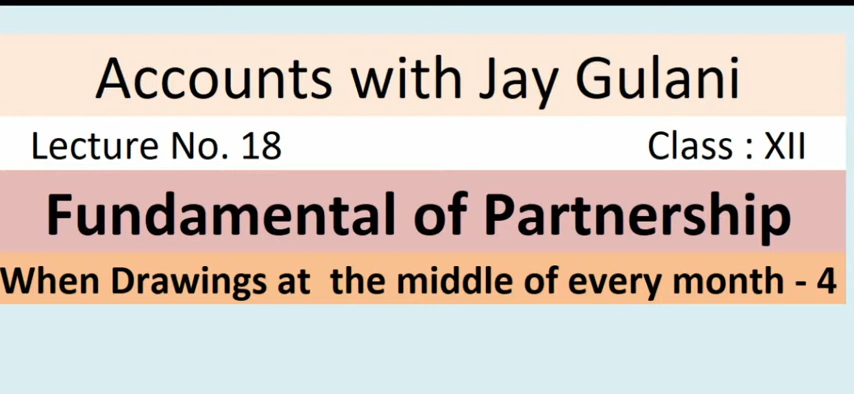 Accounts with Jay Gulani
Lecture No. 18 Class : XII
Fundamental of Partnership
When Drawings at the middle of every month - 4